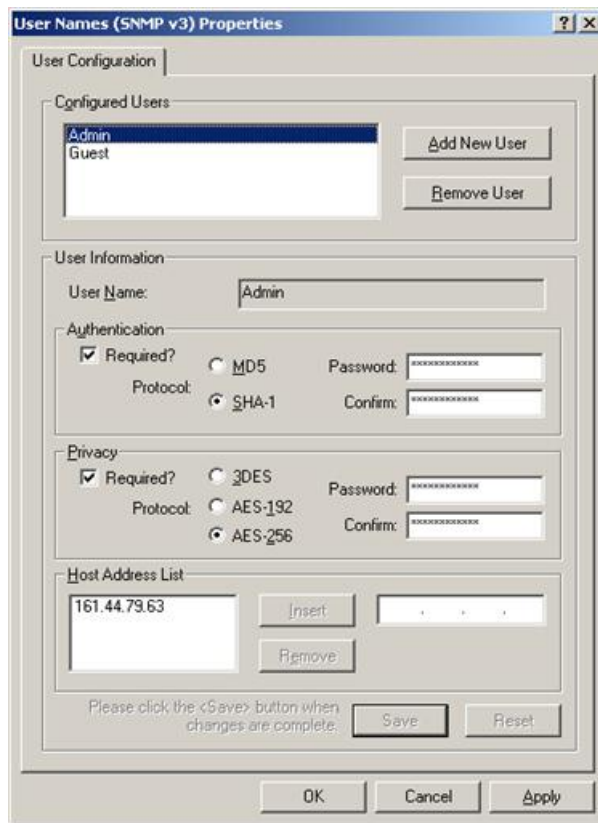 User Names (SNMP v3) Properties
User Configuration
Configured Users
Admin
Guest
Add New User
Remove User
User Information
User Name: Admin
Authentication
Required?
Protocol:
MD5
SHA-1
Password: ************
Confirm: ************
Privacy
Required?
Protocol:
3DES
AES-192
AES-256
Password: ************
Confirm: ************
Host Address List
161.44.79.63
Insert
. . .
Remove
Please click the <Save> button when
changes are complete.
Save
Reset
OK
Cancel
Apply